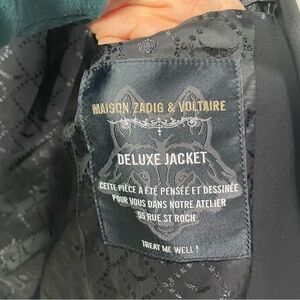 MAISON ZADIG & VOLTAIRE
DELUXE JACKET
CETTE PIÈCE A ÉTÉ PENSÉE ET DESSINÉE
POUR VOUS DANS NOTRE ATELIER
55 RUE ST ROCH
TREAT ME WELL !